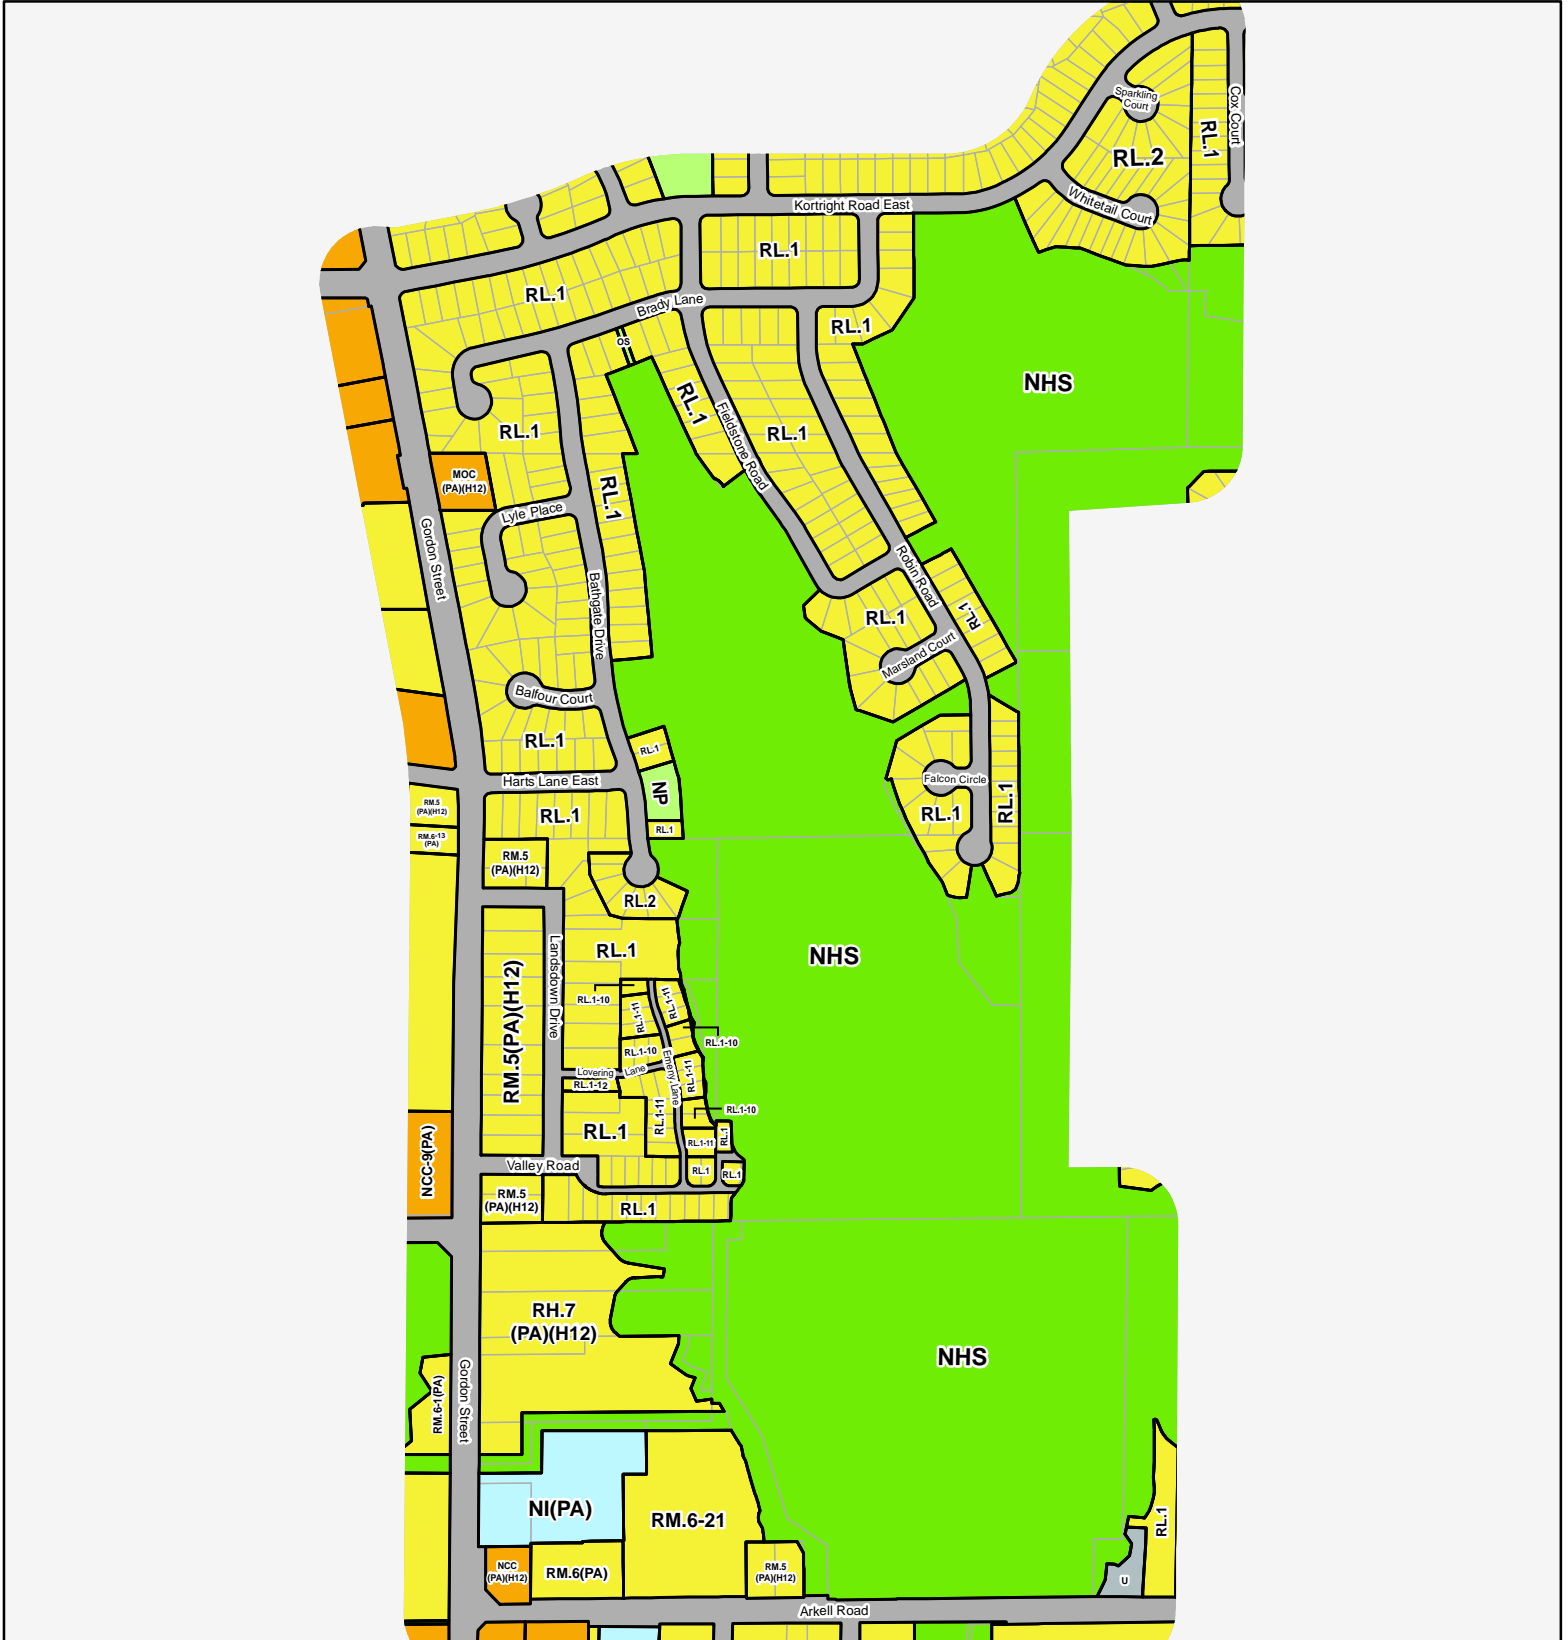 Sparkling
Court
Cox Court
RL.1
RL.2
Whitetail Court
Kortright Road East
RL.1
RL.1
Brady Lane
RL.1
OS
NHS
RL.1
Fieldstone Road
RL.1
RL.1
MOC
(PA)(H12)
RL.1
Lyle Place
Gordon Street
Robin Road
Bathgate Drive
RL.1
RL.1
Marsland Court
Balfour Court
RL.1
RL.1
Harts Lane East
Falcon Circle
NP
RL.1
RL.1
RM.5
(PA)(H12)
RL.1
RL.1
RM.6-13
(PA)
RM.5
(PA)(H12)
RL.2
Landsdown Drive
RL.1
NHS
RM.5(PA)(H12)
RL.1-10
RL.1-11
RL.1-11
RL.1-10
RL.1-10
Lovering
Lane
Emeny Lane
RL.1-11
RL.1-12
RL.1-10
RL.1-11
RL.1
RL.1-11
RL.1
NCC-9(PA)
Valley Road
RL.1
RL.1
RM.5
(PA)(H12)
RL.1
RH.7
(PA)(H12)
NHS
RM.6-1(PA)
Gordon Street
NI(PA)
RM.6-21
RL.1
NCC
(PA)(H12)
RM.6(PA)
RM.5
(PA)(H12)
U
Arkell Road